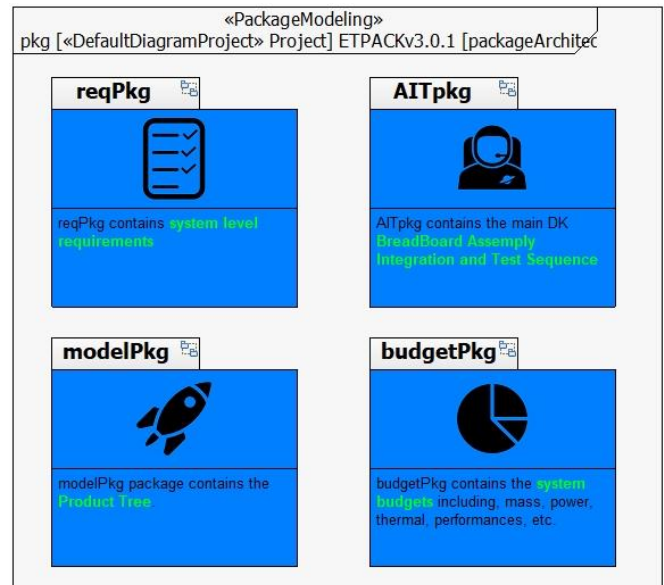 «PackageModeling»
pkg [«DefaultDiagramProject» Project] ETPACKv3.0.1 [packageArchitec
reqPkg
reqPkg contains system level
requirements
AITpkg
AITpkg contains the main DK
BreadBoard Assemply
Integration and Test Sequence
modelPkg
modelPkg package contains the
Product Tree
budgetPkg
budgetPkg contains the system
budgets including, mass, power,
thermal, performances, etc.